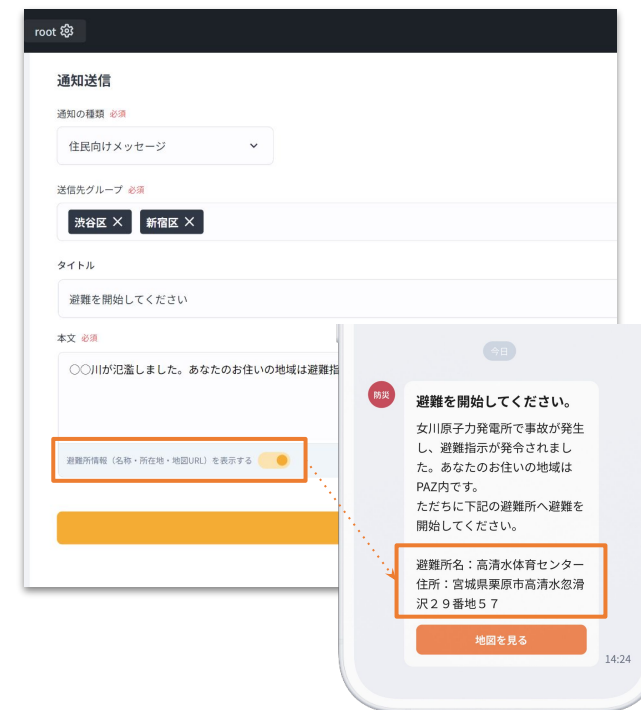 root
通知送信
通知の種類 必須
住民向けメッセージ
送信先グループ 必須
渋谷区 × 新宿区 ×
タイトル
避難を開始してください
本文 必須
○○川が氾濫しました。あなたのお住いの地域は避難指
避難所情報（名称・所在地・地図URL）を表示する
今日
防災
避難を開始してください。
女川原子力発電所で事故が発生
し、避難指示が発令されまし
た。あなたのお住いの地域は
PAZ内です。
ただちに下記の避難所へ避難を
開始してください。
避難所名：高清水体育センター
住所：宮城県栗原市高清水忽滑
沢２９番地５７
地図を見る
14:24